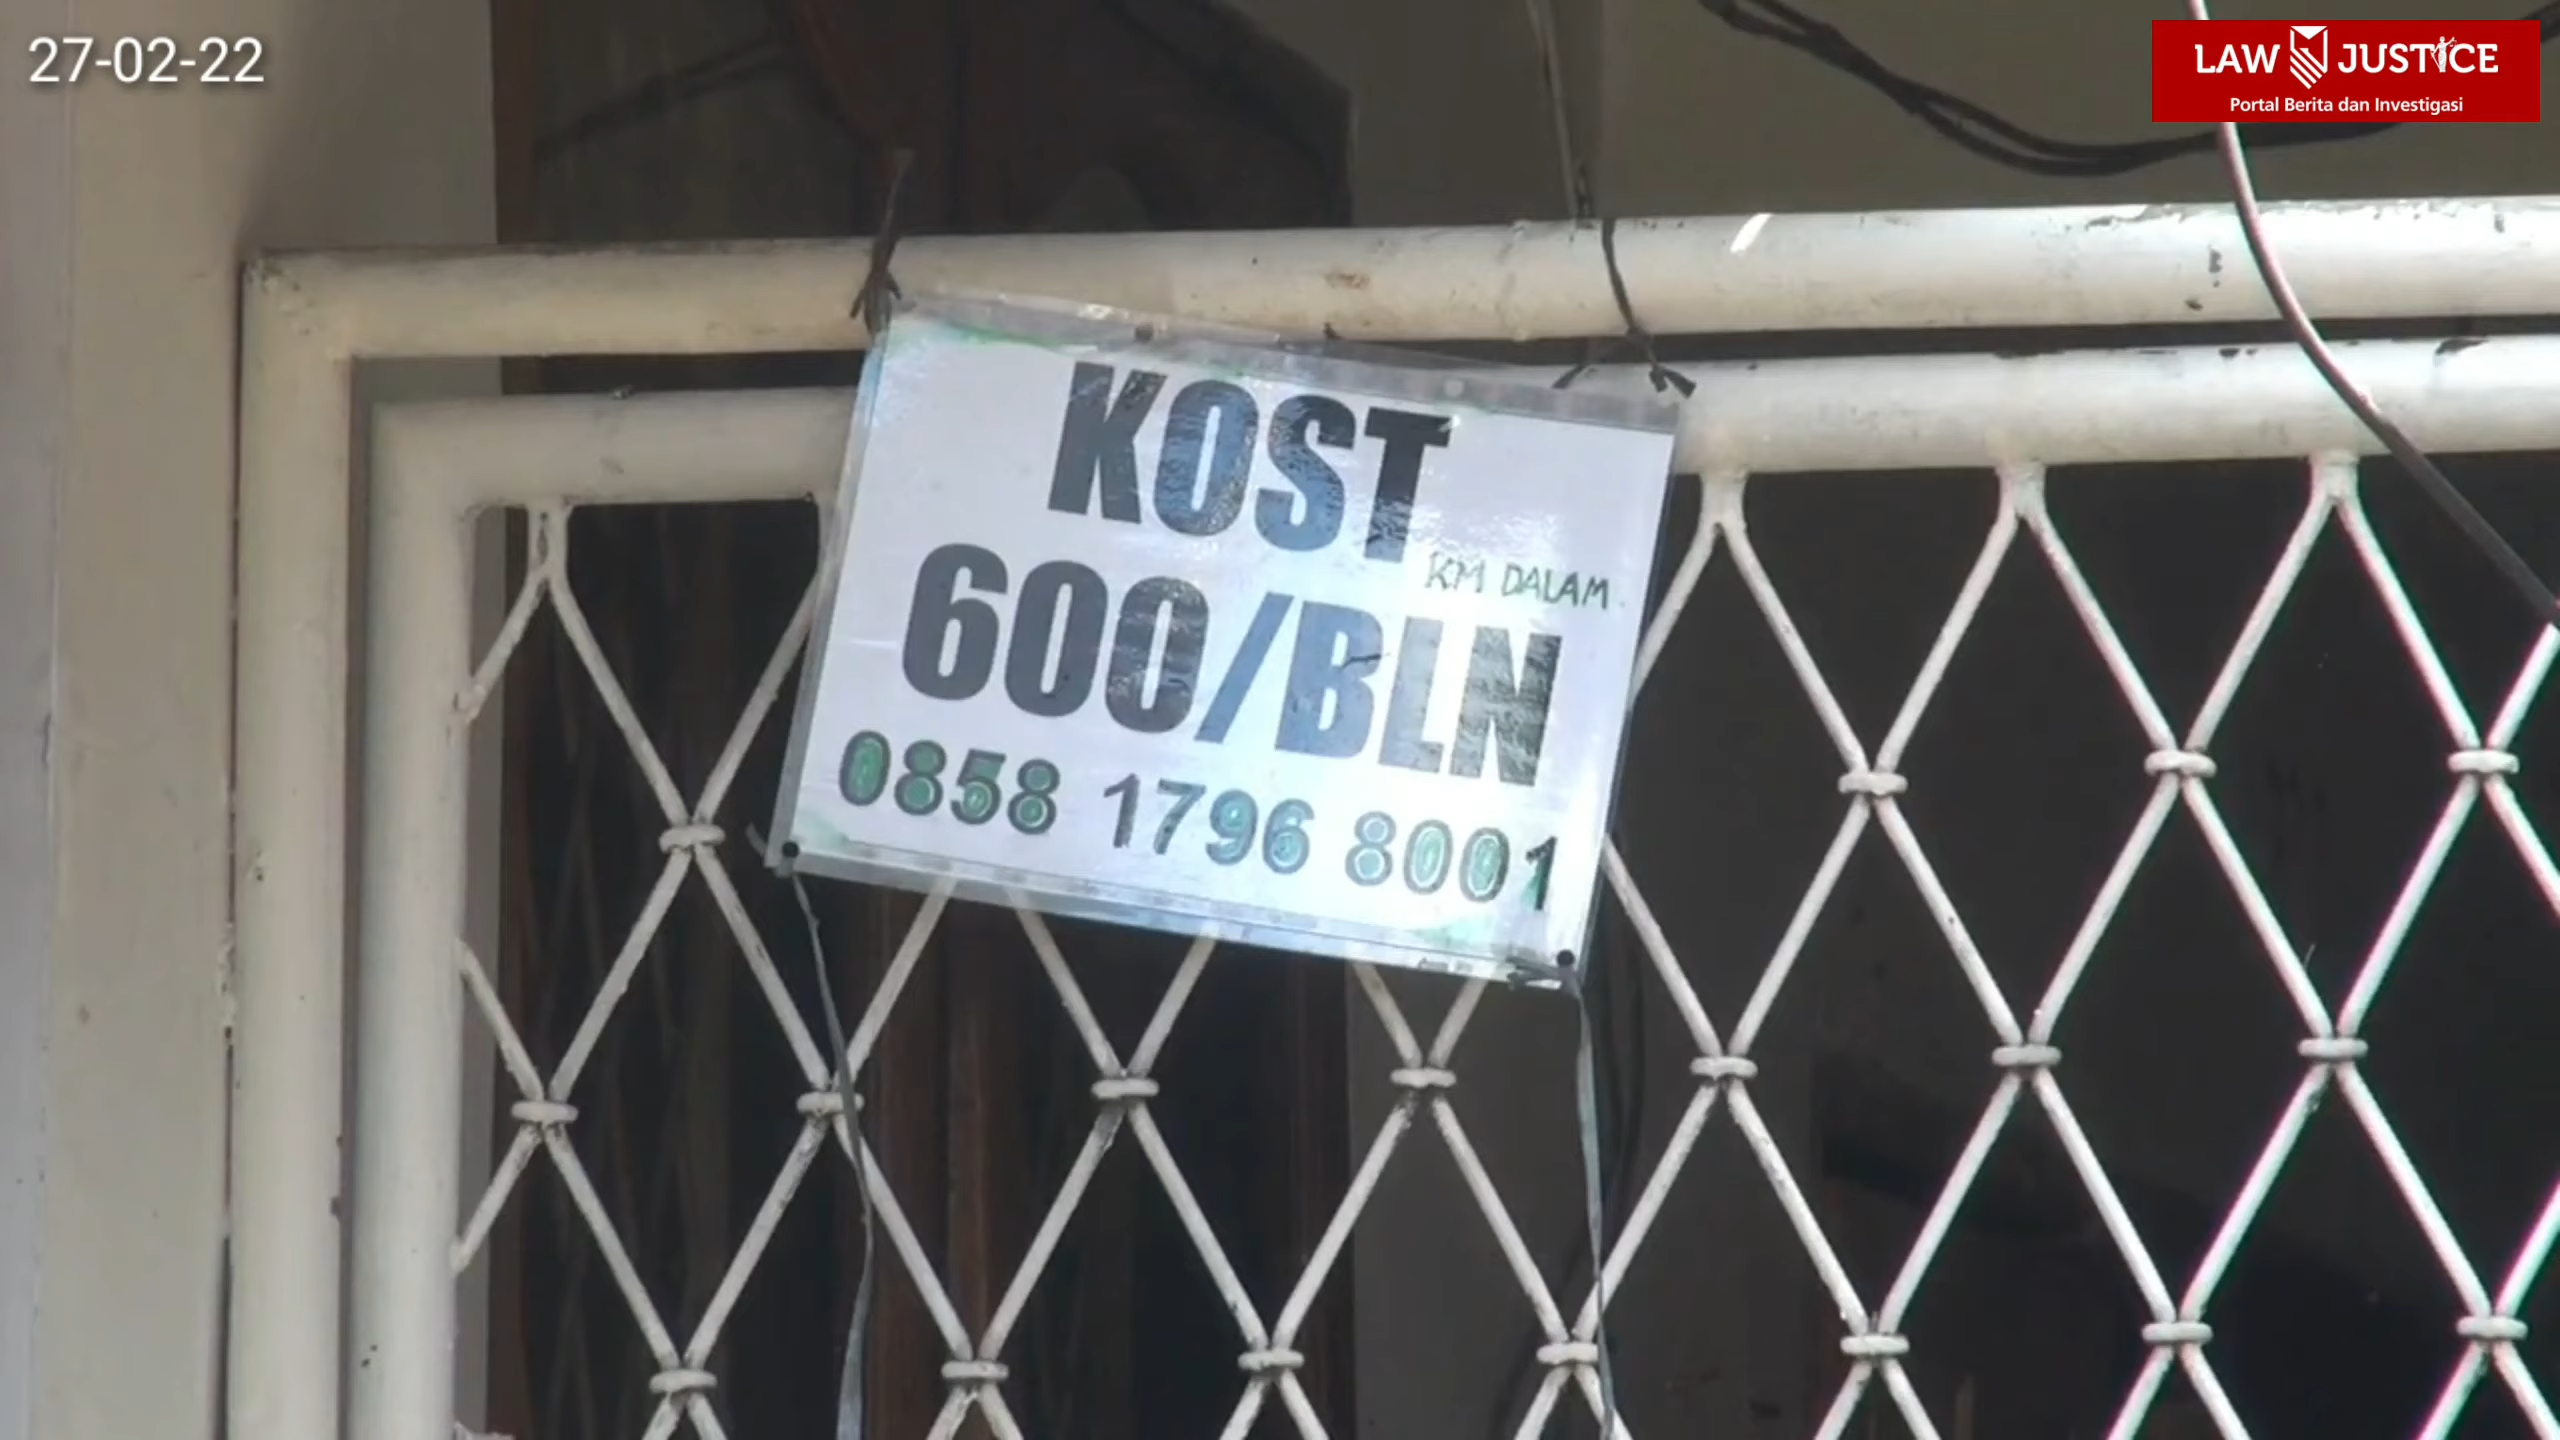 27-02-22
LAW JUSTICE
Portal Berita dan Investigasi
KOST
KM DALAM
600/BLN
0858 1796 8001